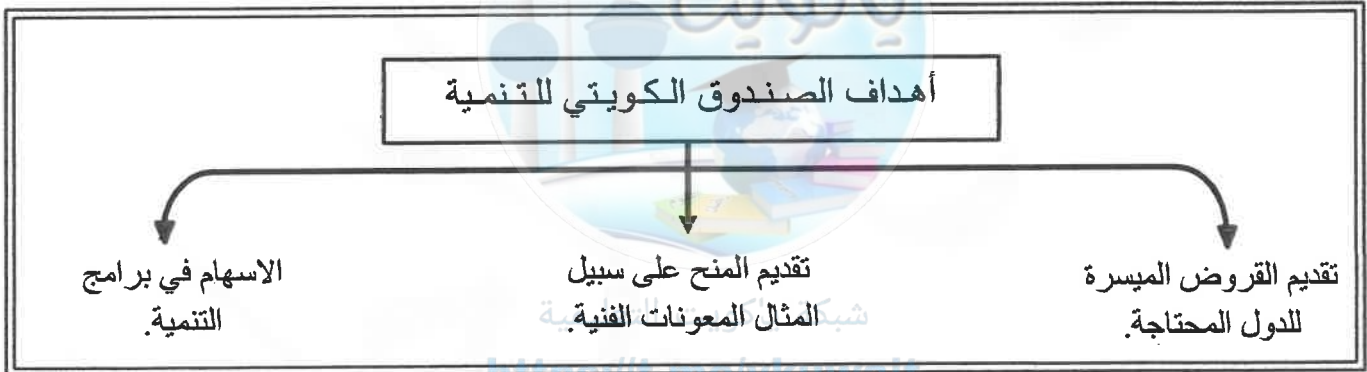 أهداف الصندوق الكويتي للتنمية
تقديم القروض الميسرة
للدول المحتاجة.
تقديم المنح على سبيل
المثال المعونات الفنية.
الاسهام في برامج
التنمية.